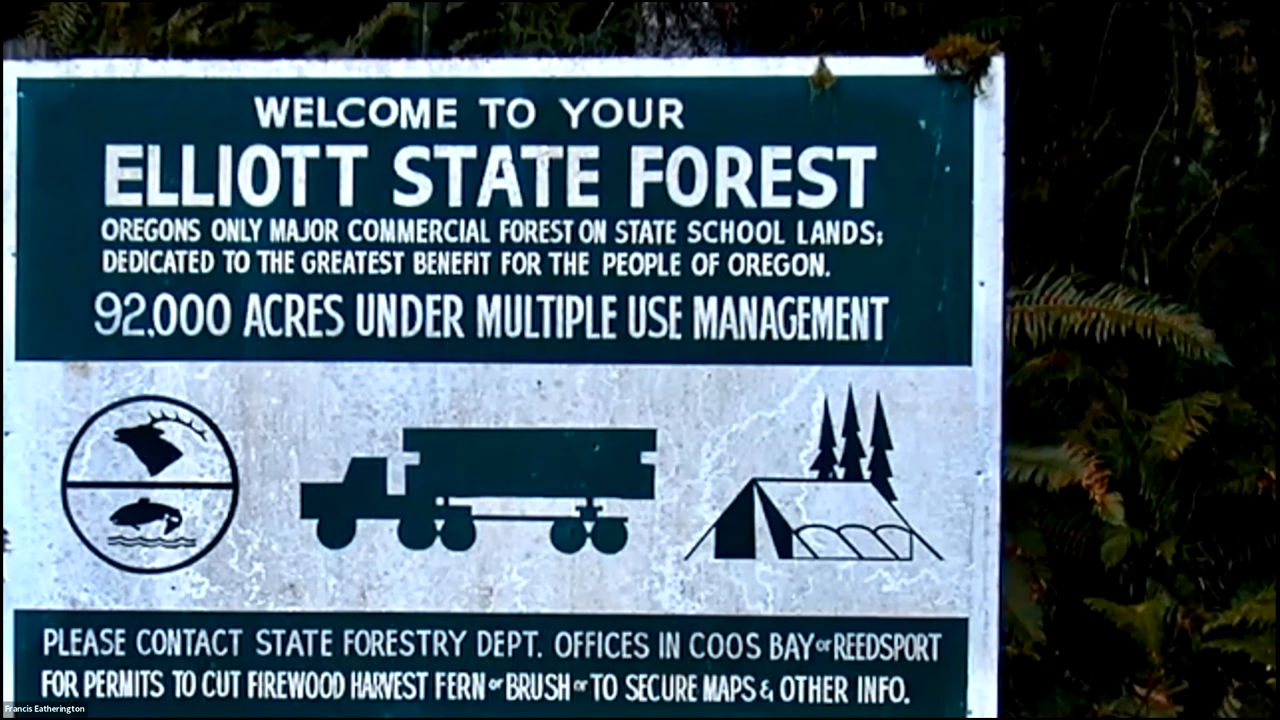 WELCOME TO YOUR
ELLIOTT STATE FOREST
OREGONS ONLY MAJOR COMMERCIAL FOREST ON STATE SCHOOL LANDS;
DEDICATED TO THE GREATEST BENEFIT FOR THE PEOPLE OF OREGON.
92,000 ACRES UNDER MULTIPLE USE MANAGEMENT
PLEASE CONTACT STATE FORESTRY DEPT. OFFICES IN COOS BAY or REEDSPORT
FOR PERMITS TO CUT FIREWOOD HARVEST FERN or BRUSH or TO SECURE MAPS & OTHER INFO.
Francis Eatherington